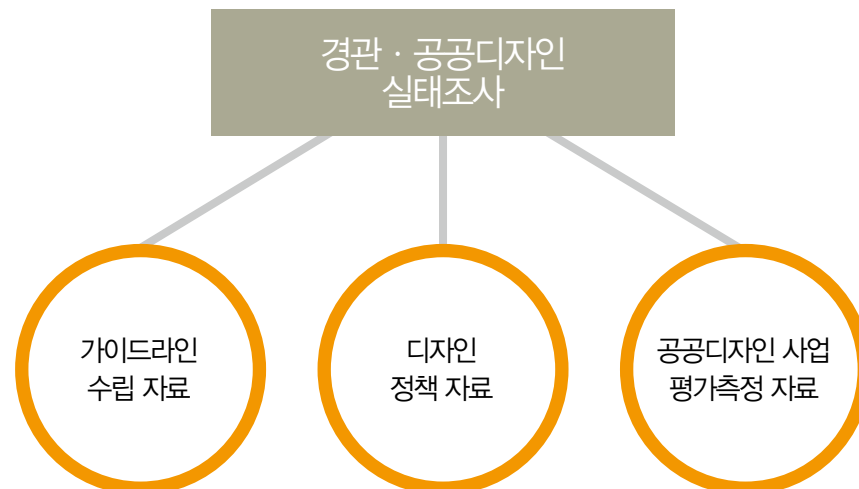 경관 · 공공디자인
실태조사
가이드라인
수립 자료
디자인
정책 자료
공공디자인 사업
평가측정 자료